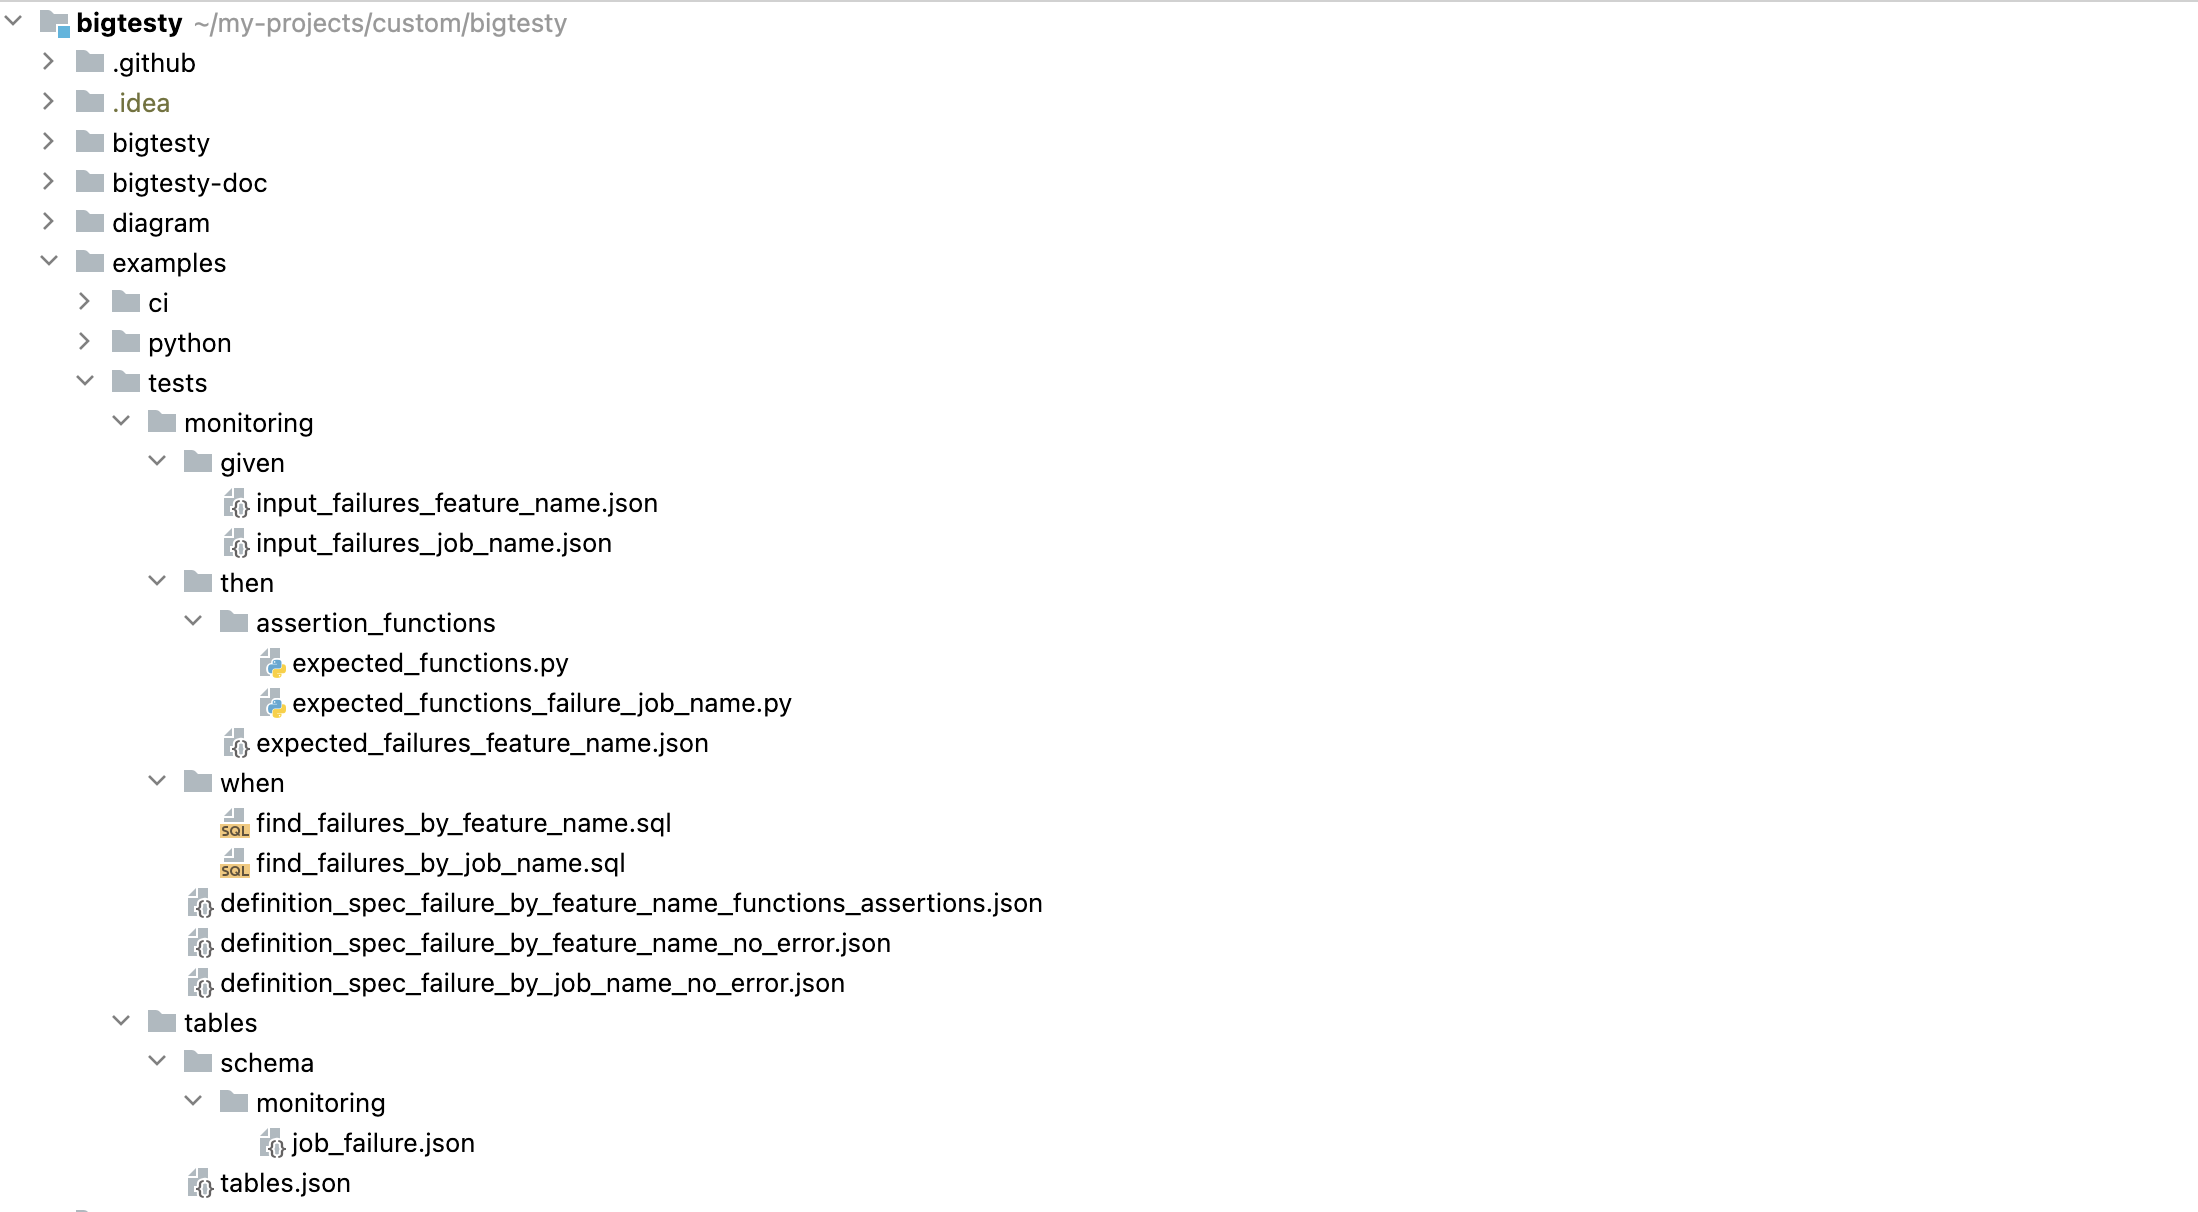 bigtesty ~/my-projects/custom/bigtesty
.github
.idea
bigtesty
bigtesty-doc
diagram
examples
ci
python
tests
monitoring
given
input_failures_feature_name.json
input_failures_job_name.json
then
assertion_functions
expected_functions.py
expected_functions_failure_job_name.py
expected_failures_feature_name.json
when
SQL find_failures_by_feature_name.sql
SQL find_failures_by_job_name.sql
definition_spec_failure_by_feature_name_functions_assertions.json
definition_spec_failure_by_feature_name_no_error.json
definition_spec_failure_by_job_name_no_error.json
tables
schema
monitoring
job_failure.json
tables.json